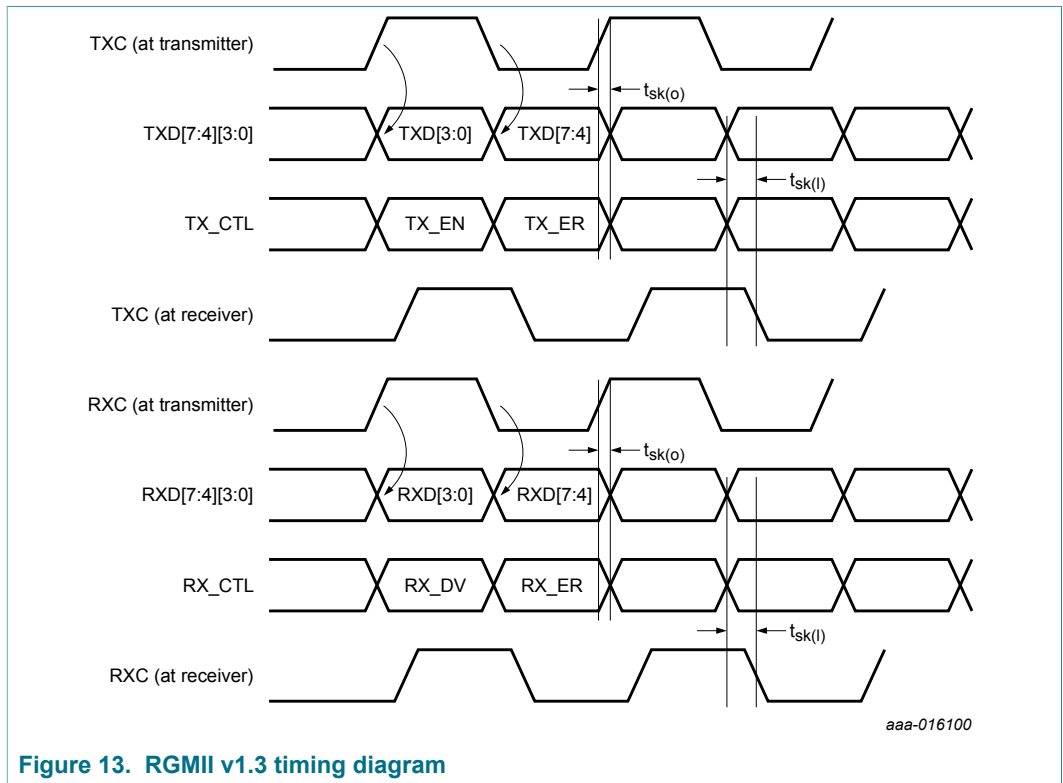 TXC (at transmitter)
tsk(o)
TXD[7:4][3:0] TXD[3:0] TXD[7:4]
tsk(l)
TX_CTL TX_EN TX_ER
TXC (at receiver)
RXC (at transmitter)
tsk(o)
RXD[7:4][3:0] RXD[3:0] RXD[7:4]
RX_CTL RX_DV RX_ER
tsk(l)
RXC (at receiver)
aaa-016100
Figure 13. RGMII v1.3 timing diagram